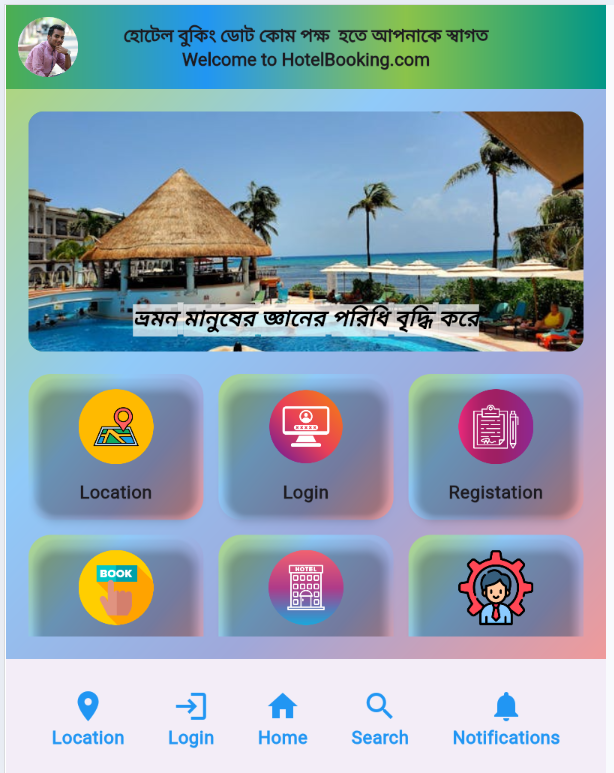 হোটেল বুকিং ডোট কোম পক্ষ হতে আপনাকে স্বাগত
Welcome to HotelBooking.com
ভ্রমন মানুষের জ্ঞানের পরিধি বৃদ্ধি করে
Location
Login
Registation
BOOK
HOTEL
Location
Login
Home
Search
Notifications